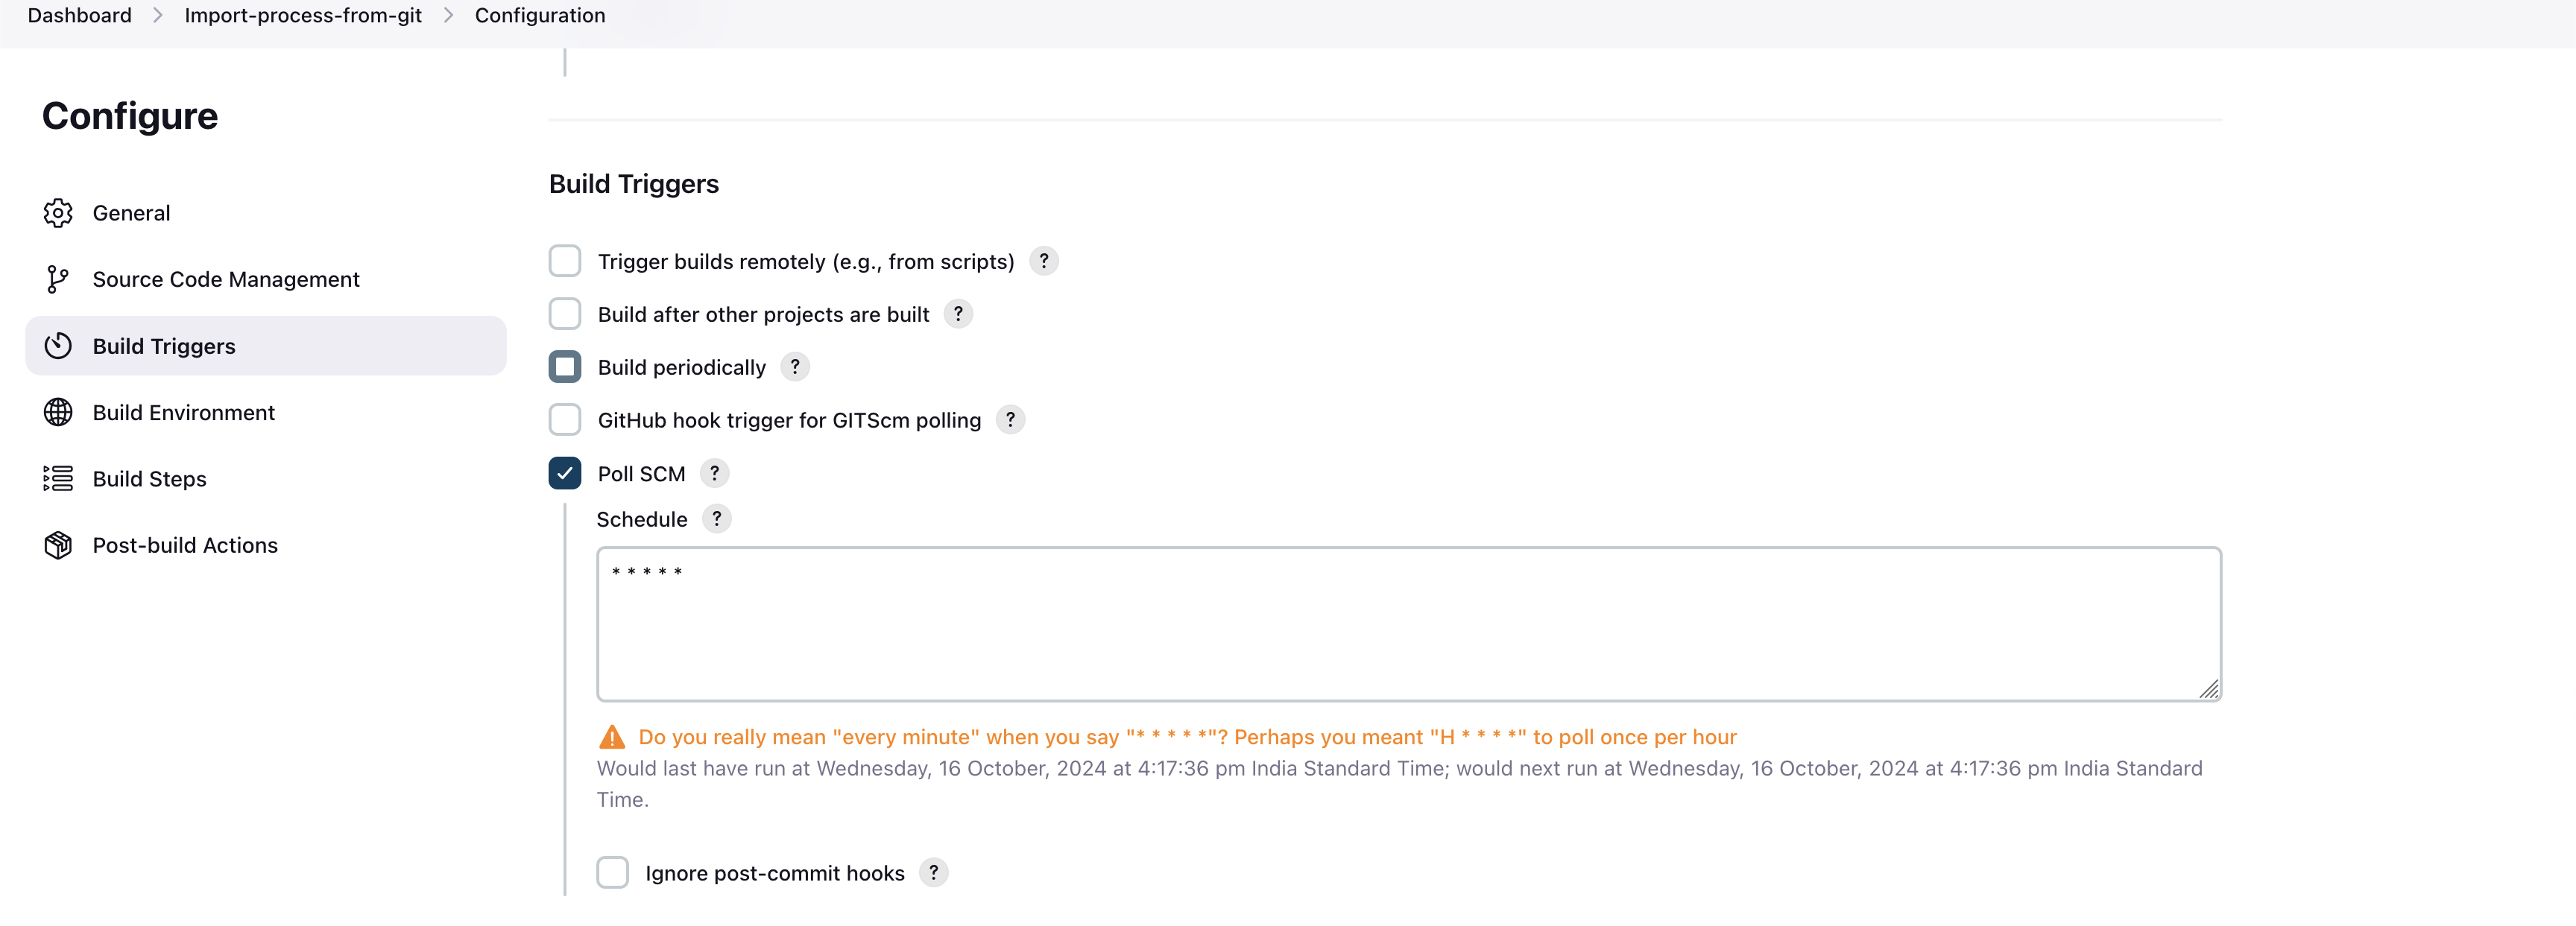 Dashboard > Import-process-from-git > Configuration
Configure
General
Source Code Management
Build Triggers
Build Environment
Build Steps
Post-build Actions
Build Triggers
Trigger builds remotely (e.g., from scripts) ?
Build after other projects are built ?
Build periodically ?
GitHub hook trigger for GITScm polling ?
Poll SCM ?
Schedule ?
* * * * *
Do you really mean "every minute" when you say "* * * * *"? Perhaps you meant "H * * * *" to poll once per hour
Would last have run at Wednesday, 16 October, 2024 at 4:17:36 pm India Standard Time; would next run at Wednesday, 16 October, 2024 at 4:17:36 pm India Standard
Time.
Ignore post-commit hooks ?